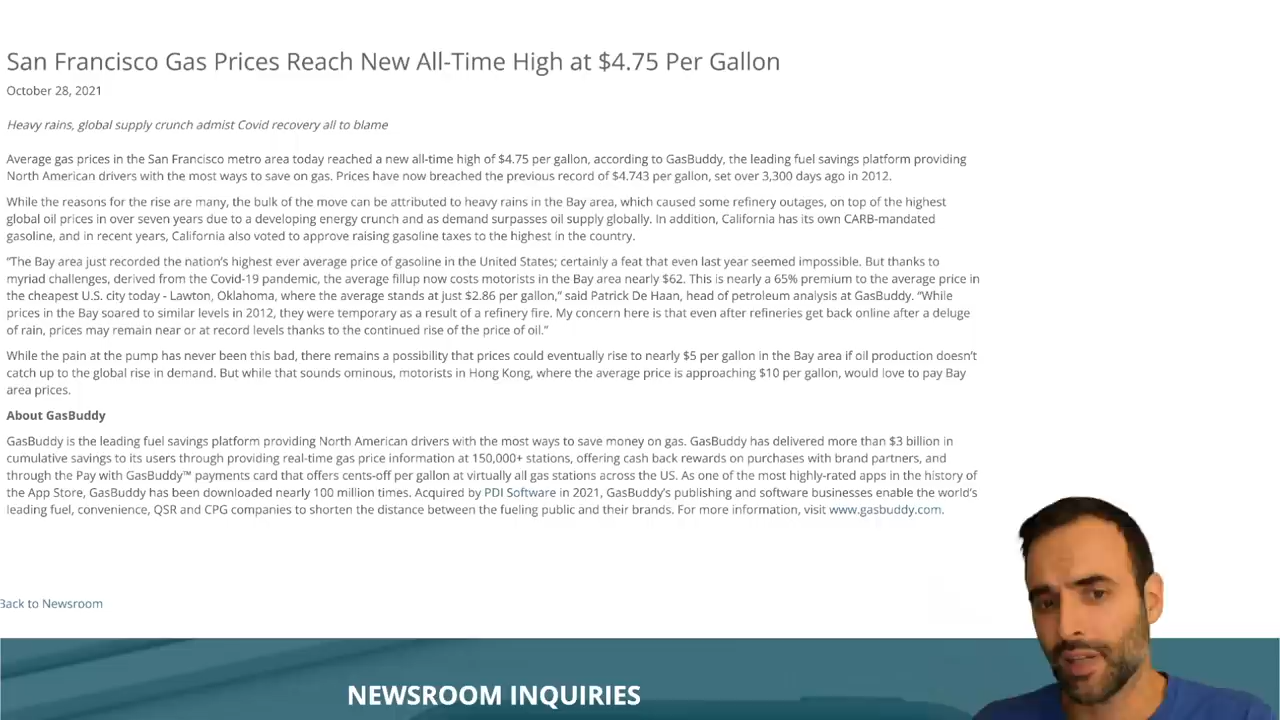 San Francisco Gas Prices Reach New All-Time High at $4.75 Per Gallon
October 28, 2021
Heavy rains, global supply crunch admist Covid recovery all to blame
Average gas prices in the San Francisco metro area today reached a new all-time high of $4.75 per gallon, according to GasBuddy, the leading fuel savings platform providing
North American drivers with the most ways to save on gas. Prices have now breached the previous record of $4.743 per gallon, set over 3,300 days ago in 2012.
While the reasons for the rise are many, the bulk of the move can be attributed to heavy rains in the Bay area, which caused some refinery outages, on top of the highest
global oil prices in over seven years due to a developing energy crunch and as demand surpasses oil supply globally. In addition, California has its own CARB-mandated
gasoline, and in recent years, California also voted to approve raising gasoline taxes to the highest in the country.
“The Bay area just recorded the nation’s highest ever average price of gasoline in the United States; certainly a feat that even last year seemed impossible. But thanks to
myriad challenges, derived from the Covid-19 pandemic, the average fillup now costs motorists in the Bay area nearly $62. This is nearly a 65% premium to the average price in
the cheapest U.S. city today - Lawton, Oklahoma, where the average stands at just $2.86 per gallon,” said Patrick De Haan, head of petroleum analysis at GasBuddy. “While
prices in the Bay soared to similar levels in 2012, they were temporary as a result of a refinery fire. My concern here is that even after refineries get back online after a deluge
of rain, prices may remain near or at record levels thanks to the continued rise of the price of oil.”
While the pain at the pump has never been this bad, there remains a possibility that prices could eventually rise to nearly $5 per gallon in the Bay area if oil production doesn’t
catch up to the global rise in demand. But while that sounds ominous, motorists in Hong Kong, where the average price is approaching $10 per gallon, would love to pay Bay
area prices.
About GasBuddy
GasBuddy is the leading fuel savings platform providing North American drivers with the most ways to save money on gas. GasBuddy has delivered more than $3 billion in
cumulative savings to its users through providing real-time gas price information at 150,000+ stations, offering cash back rewards on purchases with brand partners, and
through the Pay with GasBuddy™ payments card that offers cents-off per gallon at virtually all gas stations across the US. As one of the most highly-rated apps in the history of
the App Store, GasBuddy has been downloaded nearly 100 million times. Acquired by PDI Software in 2021, GasBuddy’s publishing and software businesses enable the world’s
leading fuel, convenience, QSR and CPG companies to shorten the distance between the fueling public and their brands. For more information, visit www.gasbuddy.com.
Back to Newsroom
NEWSROOM INQUIRIES